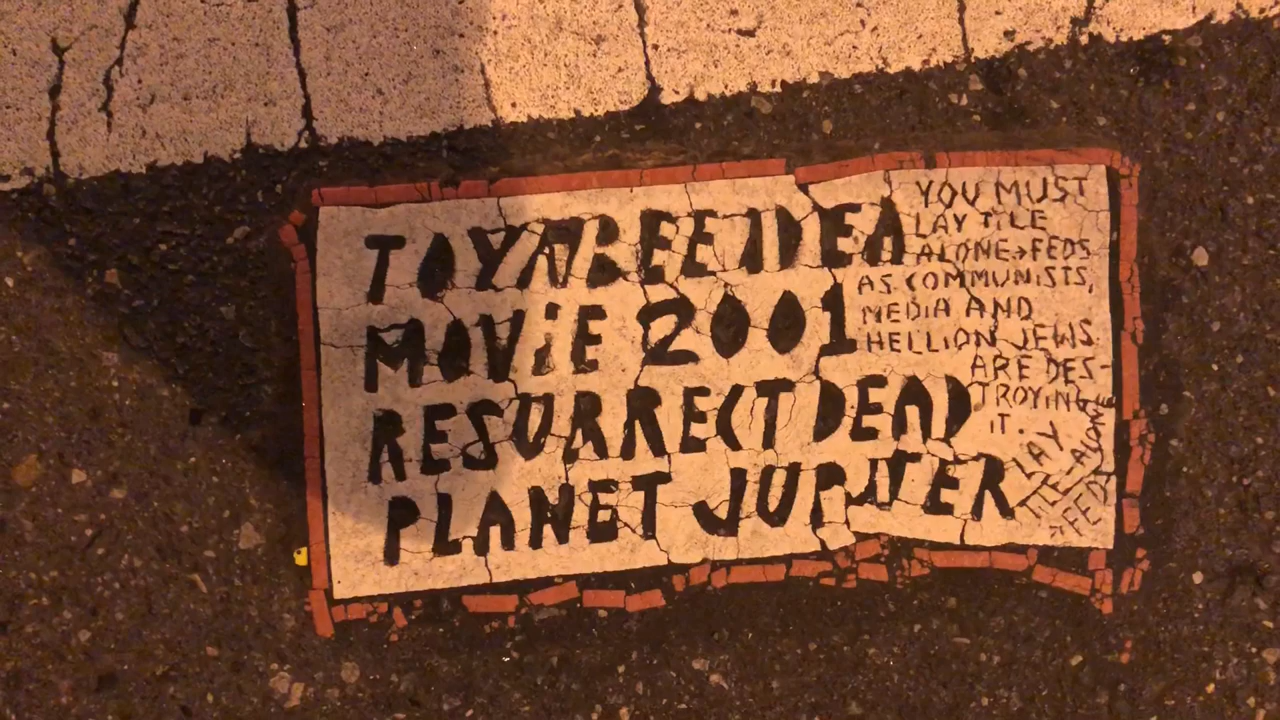 TOYNBEE IDEA
MOViE 2001
RESURRECT DEAD
PLANET JUPiTER
YOU MUST
LAY TiLE
ALONE→FEDS
AS COMMUNiSTS,
MEDiA AND
HELLiON JEWS
ARE DES-
TROYiNG
iT.
LAY
TiLE ALONE
FEDS